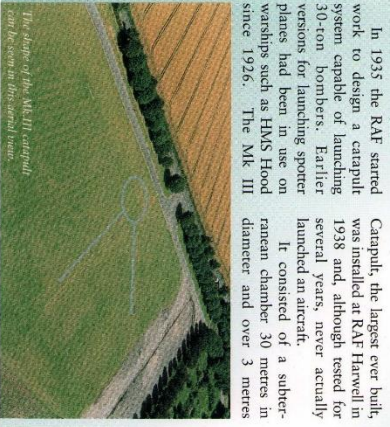 In 1935 the RAF started
work to design a catapult
system capable of launching
30-ton bombers. Earlier
versions for launching spotter
planes had been in use on
warships such as HMS Hood
since 1926. The Mk III
Catapult, the largest ever built,
was installed at RAF Harwell in
1938 and, although tested for
several years, never actually
launched an aircraft.
It consisted of a subter-
ranean chamber 30 metres in
diameter and over 3 metres
The shape of the Mk.III catapult
can be seen in this aerial view.